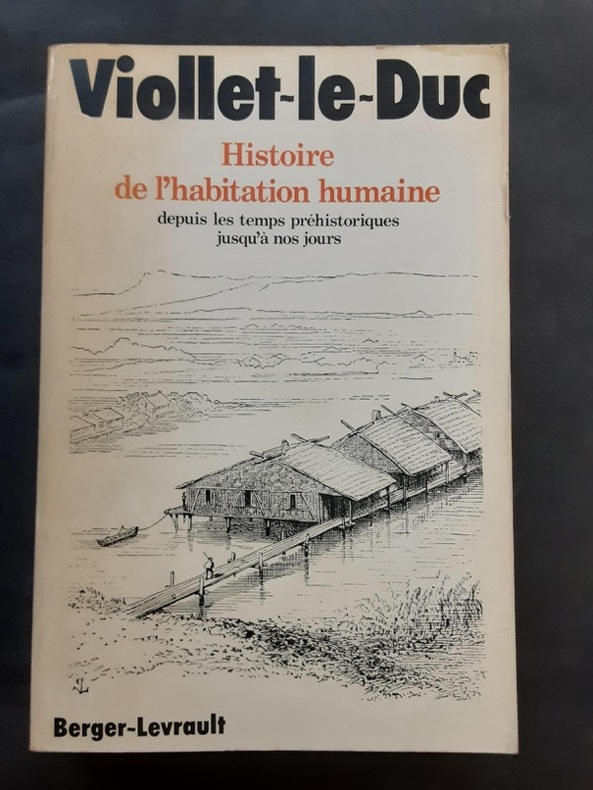 Viollet-le-Duc
Histoire
de l'habitation humaine
depuis les temps préhistoriques
jusqu'à nos jours
Berger-Levrault